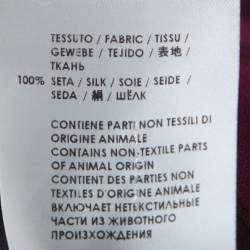 TESSUTO / FABRIC / TISSU /
GEWEBE / TEJIDO / 表地 /
ТКАНЬ
100% SETA / SILK / SOIE / SEIDE /
SEDA / 絹 / ШЁЛК
CONTIENE PARTI NON TESSILI DI
ORIGINE ANIMALE
CONTAINS NON-TEXTILE PARTS
OF ANIMAL ORIGIN
CONTIENT DES PARTIES NON
TEXTILES D'ORIGINE ANIMALE
ВКЛЮЧАЕТ НЕТЕКСТИЛЬНЫЕ
ЧАСТИ ИЗ ЖИВОТНОГО
ПРОИСХОЖДЕНИЯ